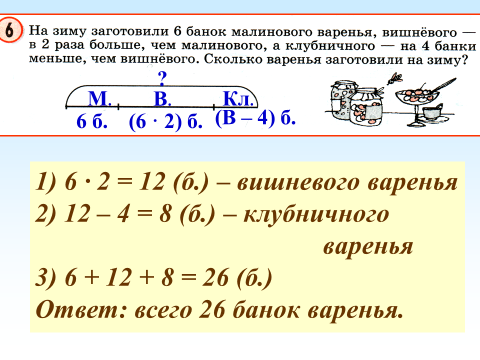 6
На зиму заготовили 6 банок малинового варенья, вишнёвого —
в 2 раза больше, чем малинового, а клубничного — на 4 банки
меньше, чем вишнёвого. Сколько варенья заготовили на зиму?
?
М. В. Кл.
6 б. (6 · 2) б. (В – 4) б.
1) 6 · 2 = 12 (б.) – вишневого варенья
2) 12 – 4 = 8 (б.) – клубничного
варенья
3) 6 + 12 + 8 = 26 (б.)
Ответ: всего 26 банок варенья.